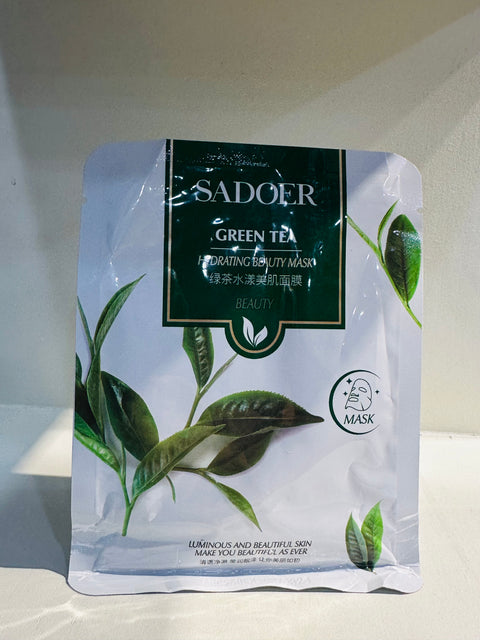 SADOER
GREEN TEA
HYDRATING BEAUTY MASK
绿茶水漾美肌面膜
BEAUTY
MASK
LUMINOUS AND BEAUTIFUL SKIN
MAKE YOU BEAUTIFUL AS EVER